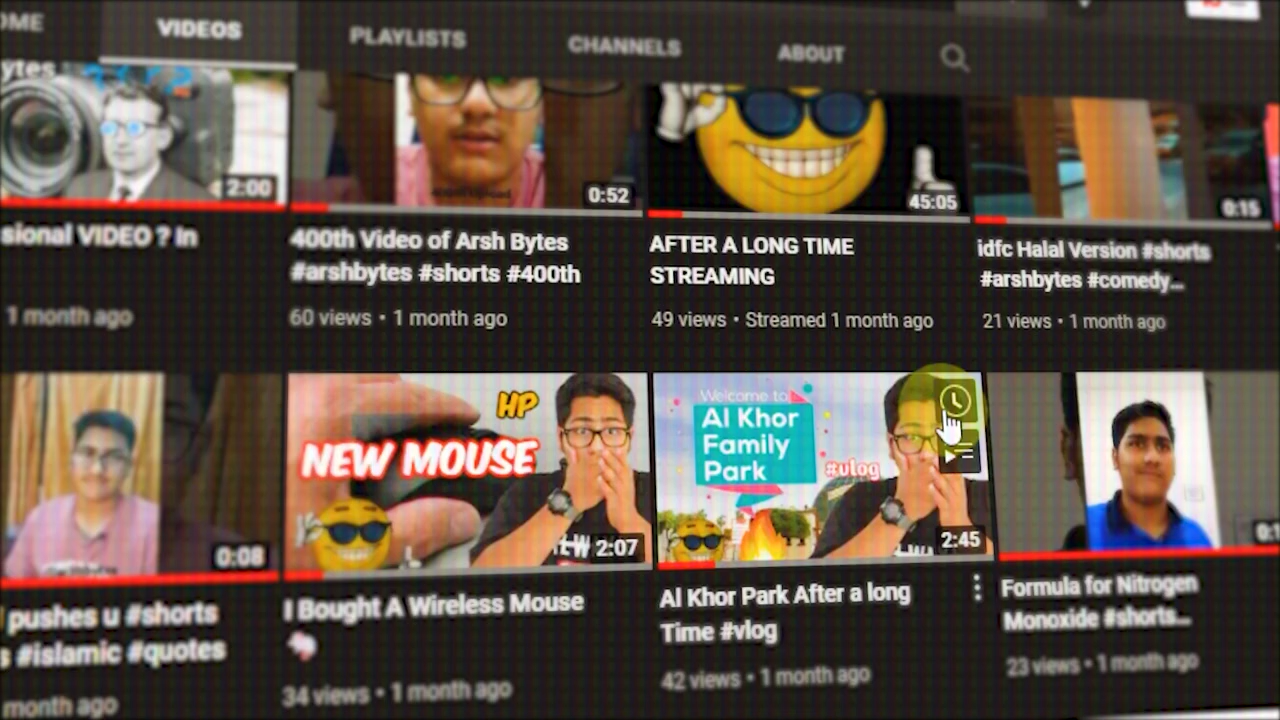 OME
VIDEOS
PLAYLISTS
CHANNELS
ABOUT
ytes
2:00
0:52
45:05
0:15
sional VIDEO ? In
1 month ago
400th Video of Arsh Bytes
#arshbytes #shorts #400th
60 views • 1 month ago
AFTER A LONG TIME
STREAMING
49 views • Streamed 1 month ago
idfc Halal Version #shorts
#arshbytes #comedy...
21 views • 1 month ago
0:08
HP
NEW MOUSE
2:07
Welcome to
Al Khor
Family
Park
#vlog
2:45
pushes u #shorts
s #islamic #quotes
month ago
I Bought A Wireless Mouse
34 views • 1 month ago
Al Khor Park After a long
Time #vlog
42 views • 1 month ago
Formula for Nitrogen
Monoxide #shorts...
23 views • 1 month ago